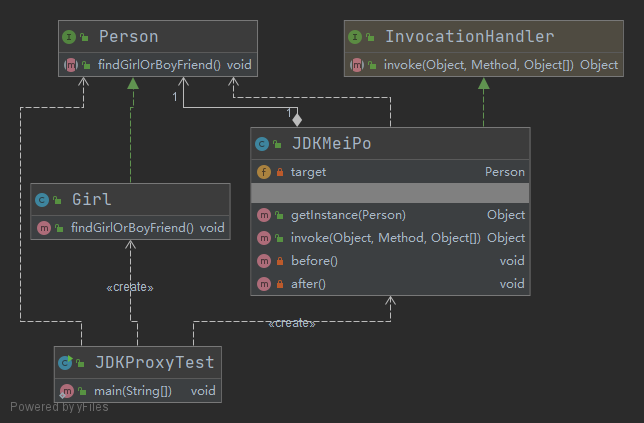 Person
findGirlOrBoyFriend() void
InvocationHandler
invoke(Object, Method, Object[]) Object
1
1
JDKMeiPo
target Person
getInstance(Person) Object
invoke(Object, Method, Object[]) Object
before() void
after() void
Girl
findGirlOrBoyFriend() void
«create»
«create»
JDKProxyTest
main(String[]) void
Powered by yFiles